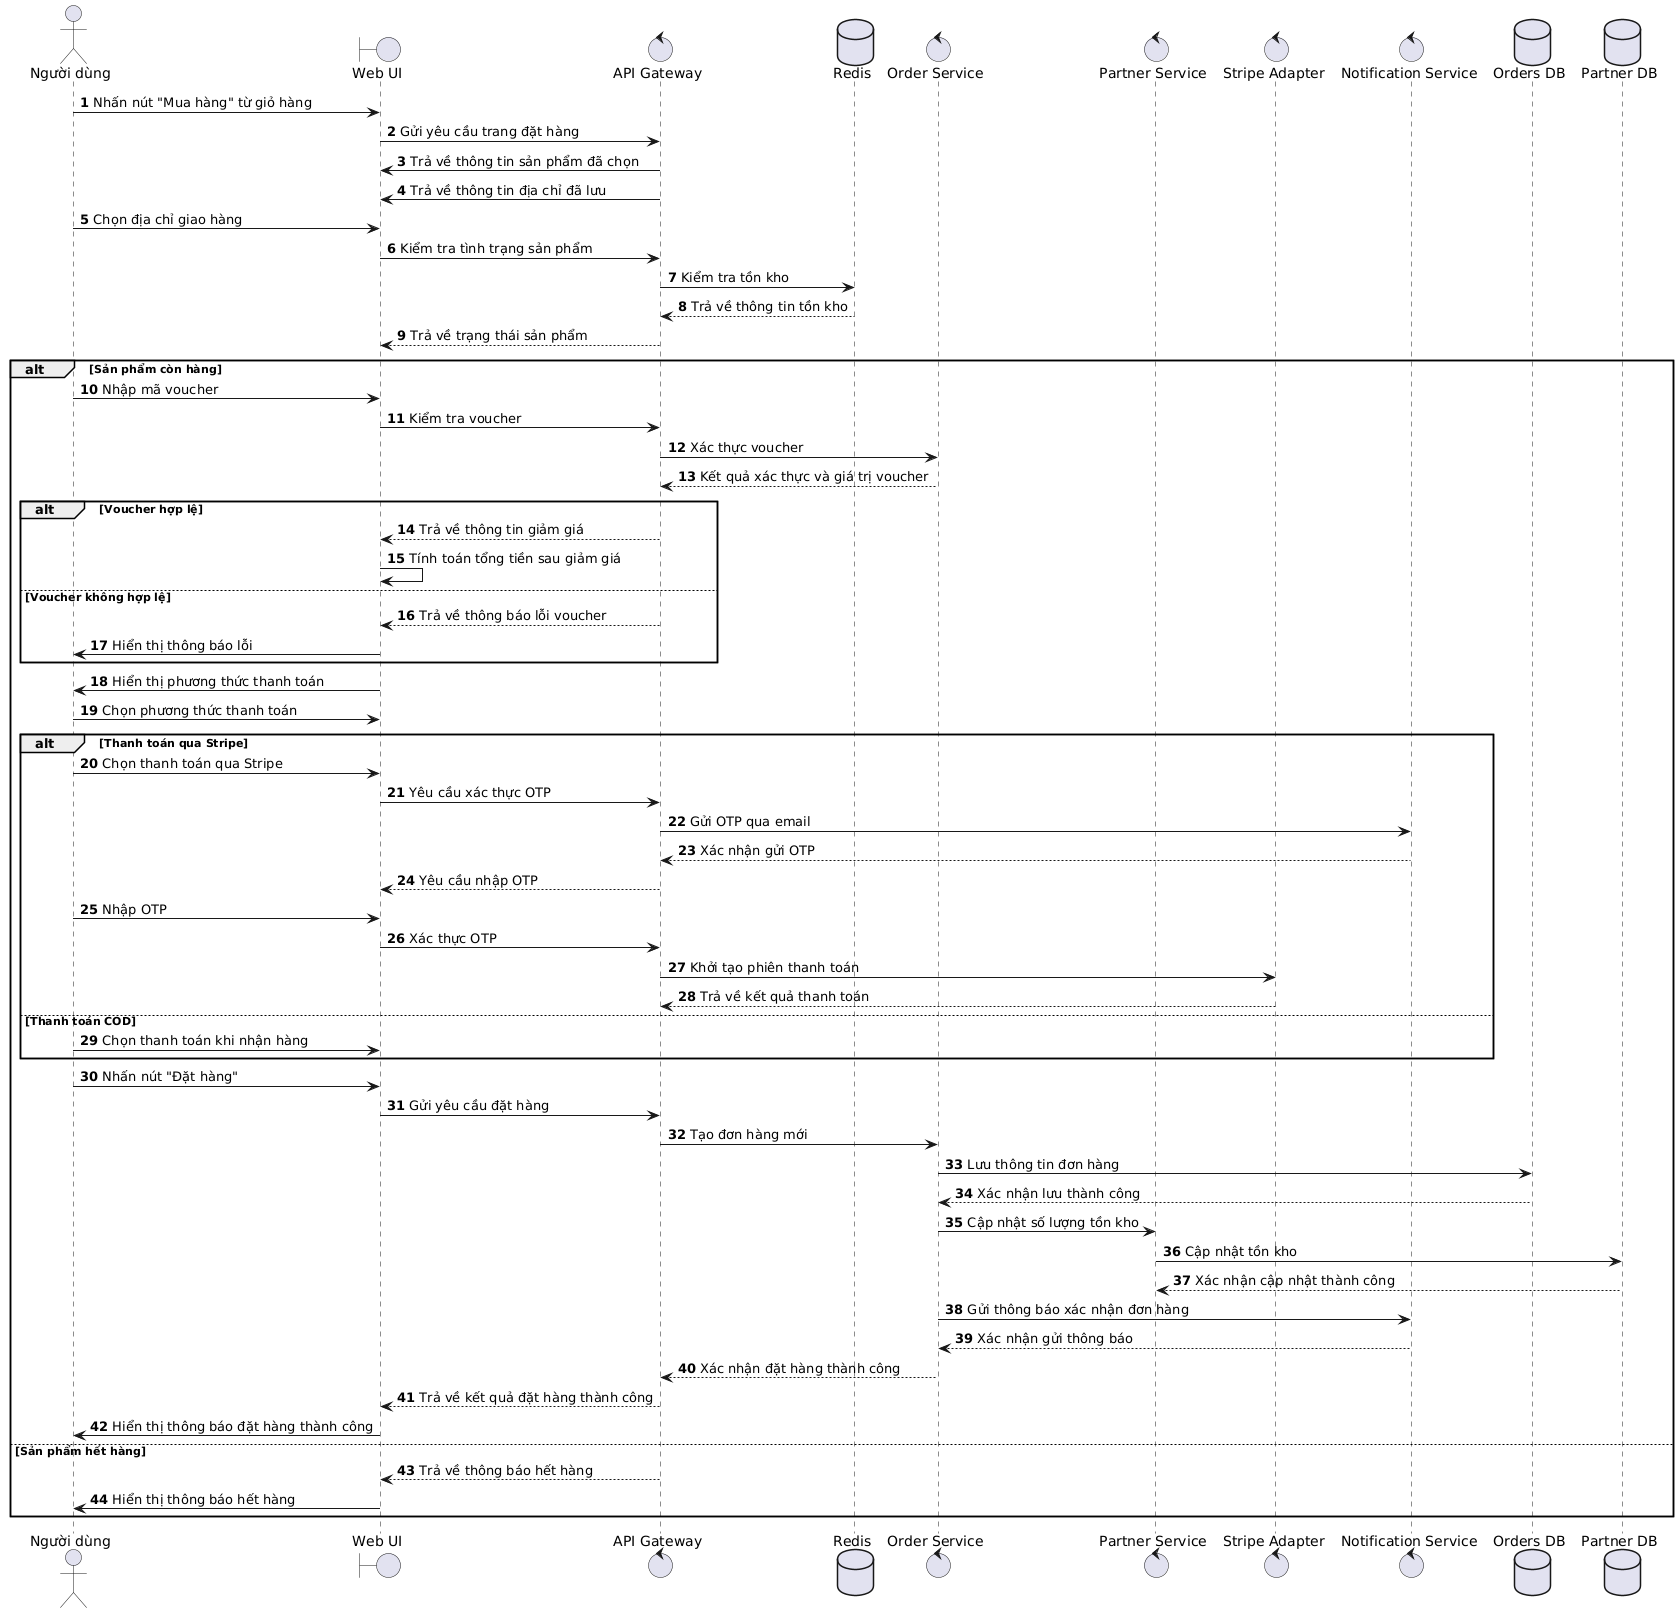 Người dùng
Web UI
API Gateway
Redis
Order Service
Partner Service
Stripe Adapter
Notification Service
Orders DB
Partner DB
1 Nhấn nút "Mua hàng" từ giỏ hàng
2 Gửi yêu cầu trang đặt hàng
3 Trả về thông tin sản phẩm đã chọn
4 Trả về thông tin địa chỉ đã lưu
5 Chọn địa chỉ giao hàng
6 Kiểm tra tình trạng sản phẩm
7 Kiểm tra tồn kho
8 Trả về thông tin tồn kho
9 Trả về trạng thái sản phẩm
alt [Sản phẩm còn hàng]
10 Nhập mã voucher
11 Kiểm tra voucher
12 Xác thực voucher
13 Kết quả xác thực và giá trị voucher
alt [Voucher hợp lệ]
14 Trả về thông tin giảm giá
15 Tính toán tổng tiền sau giảm giá
[Voucher không hợp lệ]
16 Trả về thông báo lỗi voucher
17 Hiển thị thông báo lỗi
18 Hiển thị phương thức thanh toán
19 Chọn phương thức thanh toán
alt [Thanh toán qua Stripe]
20 Chọn thanh toán qua Stripe
21 Yêu cầu xác thực OTP
22 Gửi OTP qua email
23 Xác nhận gửi OTP
24 Yêu cầu nhập OTP
25 Nhập OTP
26 Xác thực OTP
27 Khởi tạo phiên thanh toán
28 Trả về kết quả thanh toán
[Thanh toán COD]
29 Chọn thanh toán khi nhận hàng
30 Nhấn nút "Đặt hàng"
31 Gửi yêu cầu đặt hàng
32 Tạo đơn hàng mới
33 Lưu thông tin đơn hàng
34 Xác nhận lưu thành công
35 Cập nhật số lượng tồn kho
36 Cập nhật tồn kho
37 Xác nhận cập nhật thành công
38 Gửi thông báo xác nhận đơn hàng
39 Xác nhận gửi thông báo
40 Xác nhận đặt hàng thành công
41 Trả về kết quả đặt hàng thành công
42 Hiển thị thông báo đặt hàng thành công
[Sản phẩm hết hàng]
43 Trả về thông báo hết hàng
44 Hiển thị thông báo hết hàng
Người dùng
Web UI
API Gateway
Redis
Order Service
Partner Service
Stripe Adapter
Notification Service
Orders DB
Partner DB